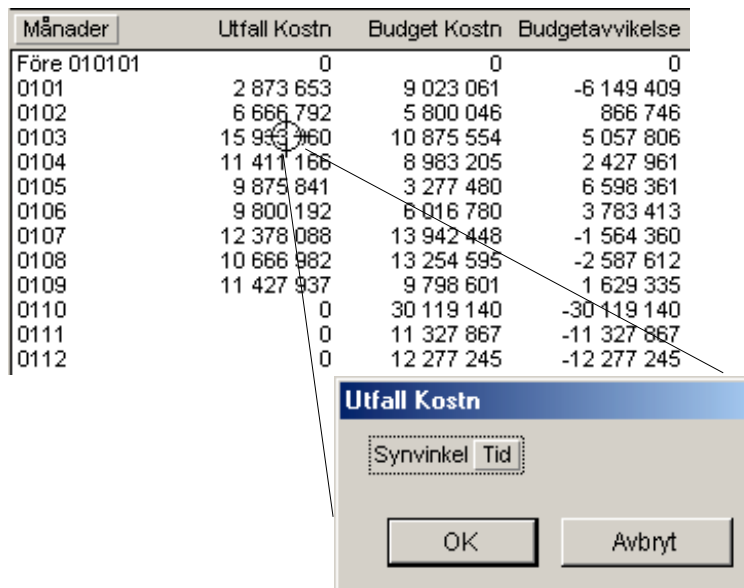 Månader Utfall Kostn Budget Kostn Budgetavvikelse
Före 010101 0 0 0
0101 2 873 653 9 023 061 -6 149 409
0102 6 666 792 5 800 046 866 746
0103 15 933 360 10 875 554 5 057 806
0104 11 411 166 8 983 205 2 427 961
0105 9 875 841 3 277 480 6 598 361
0106 9 800 192 6 016 780 3 783 413
0107 12 378 088 13 942 448 -1 564 360
0108 10 666 982 13 254 595 -2 587 612
0109 11 427 937 9 798 601 1 629 335
0110 0 30 119 140 -30 119 140
0111 0 11 327 867 -11 327 867
0112 0 12 277 245 -12 277 245
Utfall Kostn
Synvinkel Tid
OK Avbryt